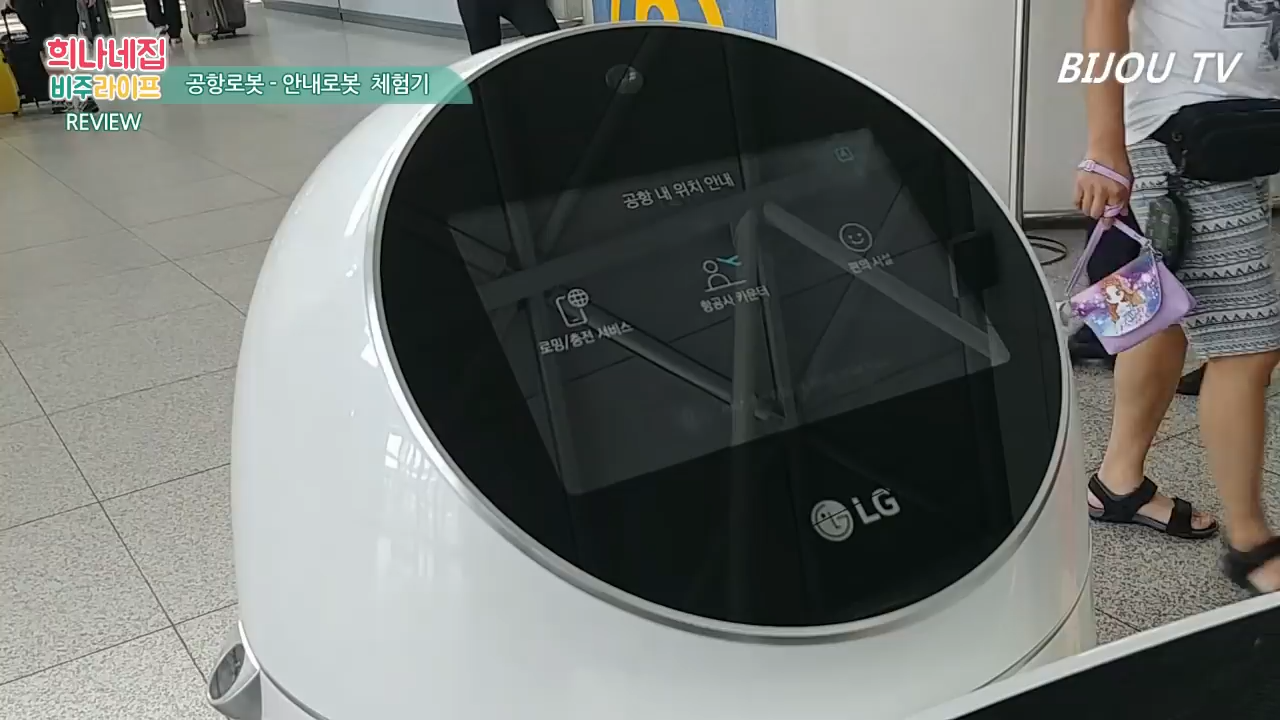 희나네집
비주라이프
공항로봇 - 안내로봇 체험기
REVIEW
BIJOU TV
공항 내 위치 안내
로밍/충전 서비스
항공사 카운터
편의 시설
LG